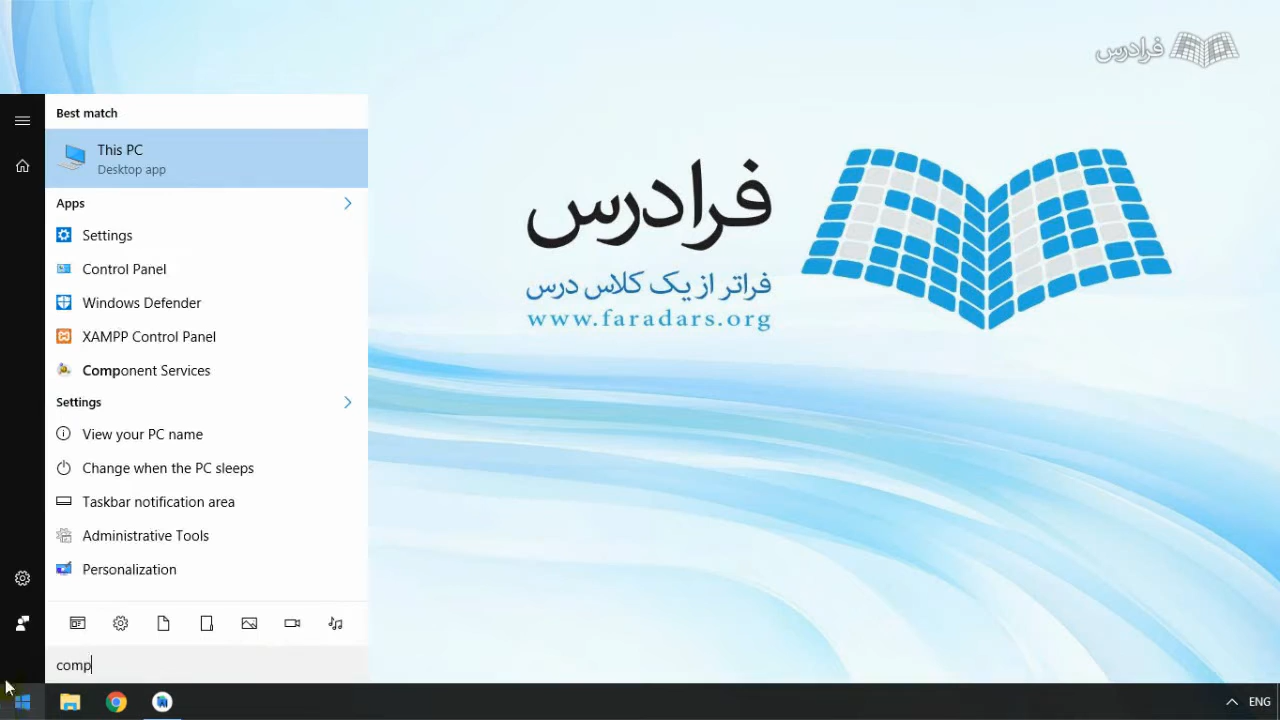 فرادرس
Best match
This PC
Desktop app
Apps
Settings
Control Panel
Windows Defender
XAMPP Control Panel
Component Services
Settings
View your PC name
Change when the PC sleeps
Taskbar notification area
Administrative Tools
Personalization
comp
فرادرس
فراتر از یک کلاس درس
www.faradars.org
ENG